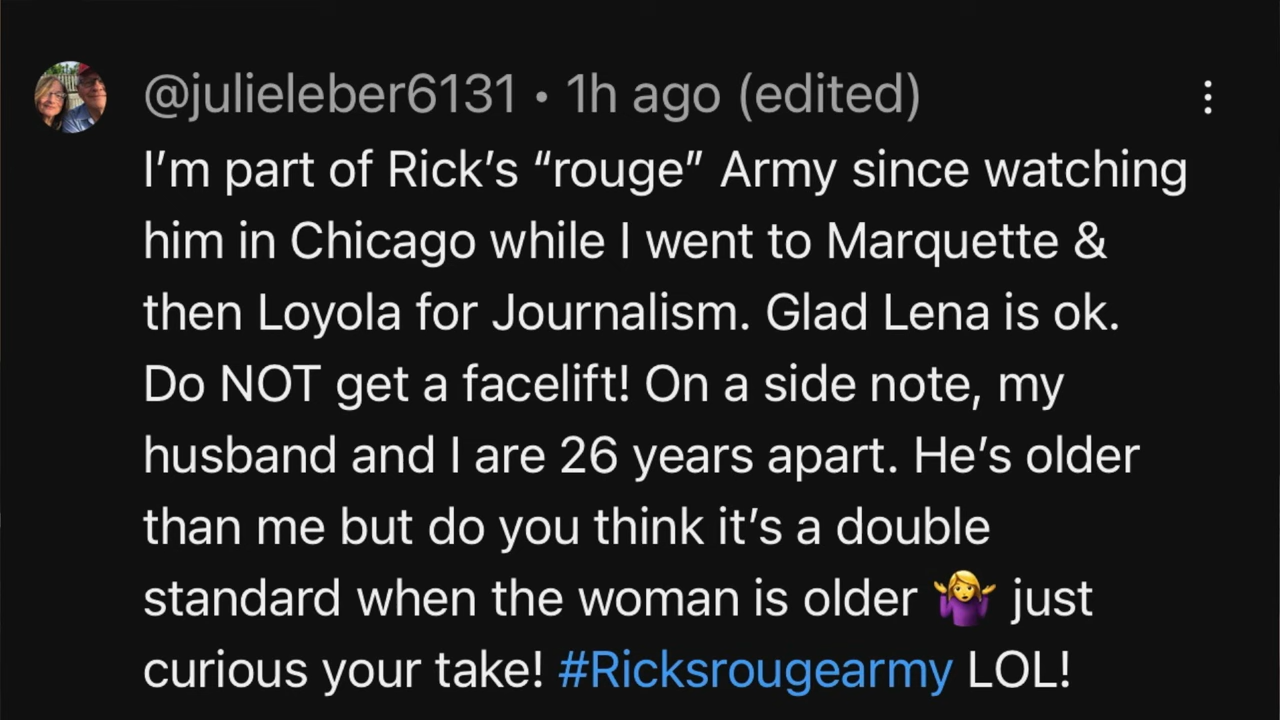 @julieleber6131 • 1h ago (edited)
I’m part of Rick’s “rouge” Army since watching
him in Chicago while I went to Marquette &
then Loyola for Journalism. Glad Lena is ok.
Do NOT get a facelift! On a side note, my
husband and I are 26 years apart. He’s older
than me but do you think it’s a double
standard when the woman is older 🤷‍♀️ just
curious your take! #Ricksrougearmy LOL!